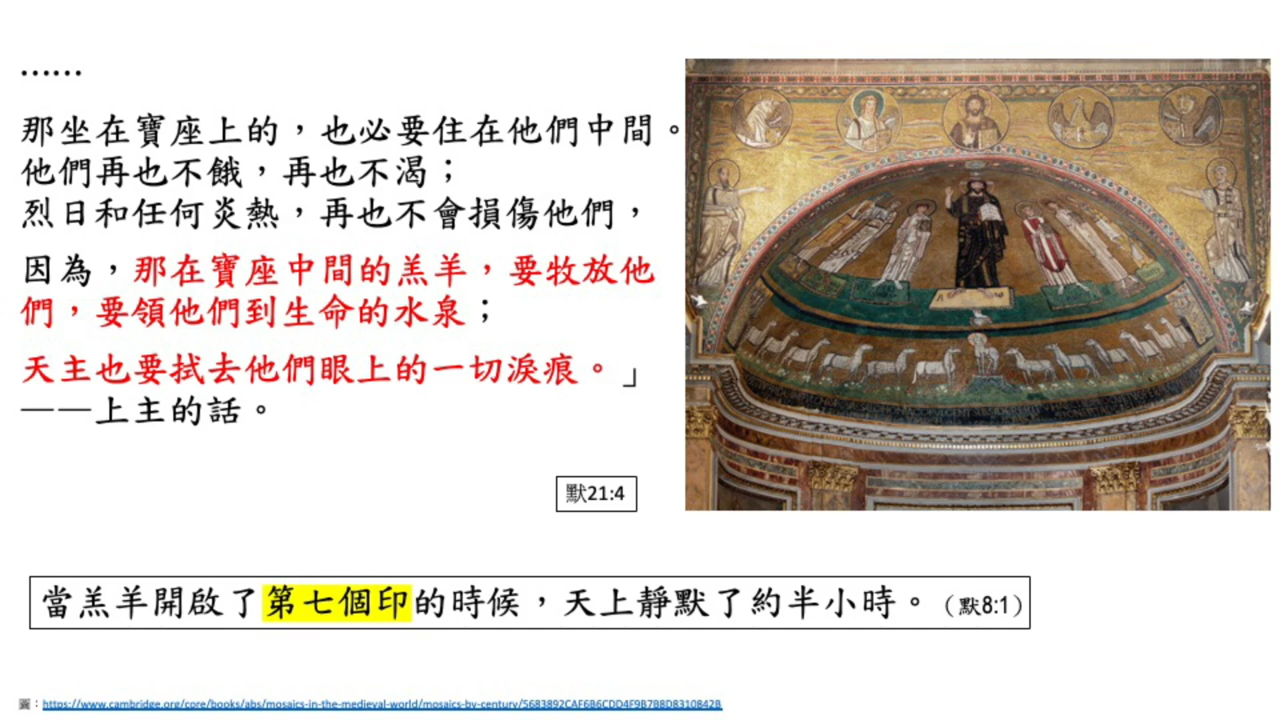 ……
那坐在寶座上的，也必要住在他們中間。
他們再也不餓，再也不渴；
烈日和任何炎熱，再也不會損傷他們，
因為，那在寶座中間的羔羊，要牧放他
們，要領他們到生命的水泉；
天主也要拭去他們眼上的一切淚痕。」
——上主的話。
默21:4
當羔羊開啟了第七個印的時候，天上靜默了約半小時。（默8:1）
圖：https://www.cambridge.org/core/books/abs/mosaics-in-the-medieval-world/mosaics-by-century/5683892CAF6B6CDD4F9B7B8D8310842B